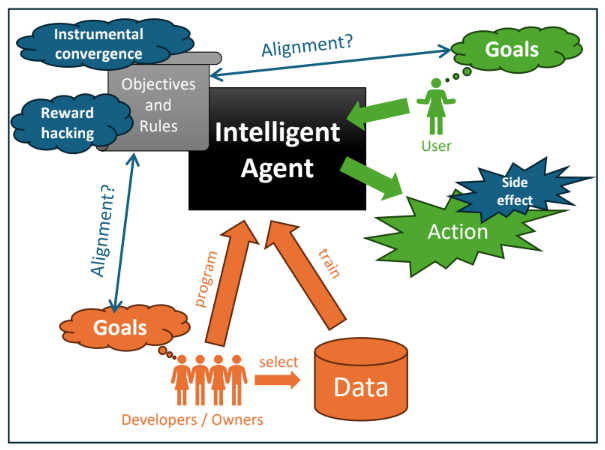 Instrumental
convergence
Alignment?
Goals
Objectives
and
Rules
Reward
hacking
Intelligent
Agent
User
Side
effect
Action
Alignment?
program
train
Goals
select
Data
Developers / Owners